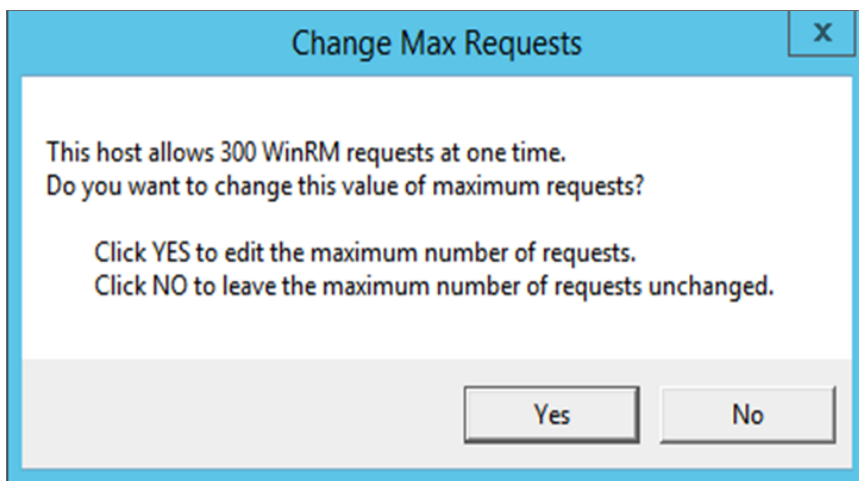 Change Max Requests
X
This host allows 300 WinRM requests at one time.
Do you want to change this value of maximum requests?
Click YES to edit the maximum number of requests.
Click NO to leave the maximum number of requests unchanged.
Yes
No